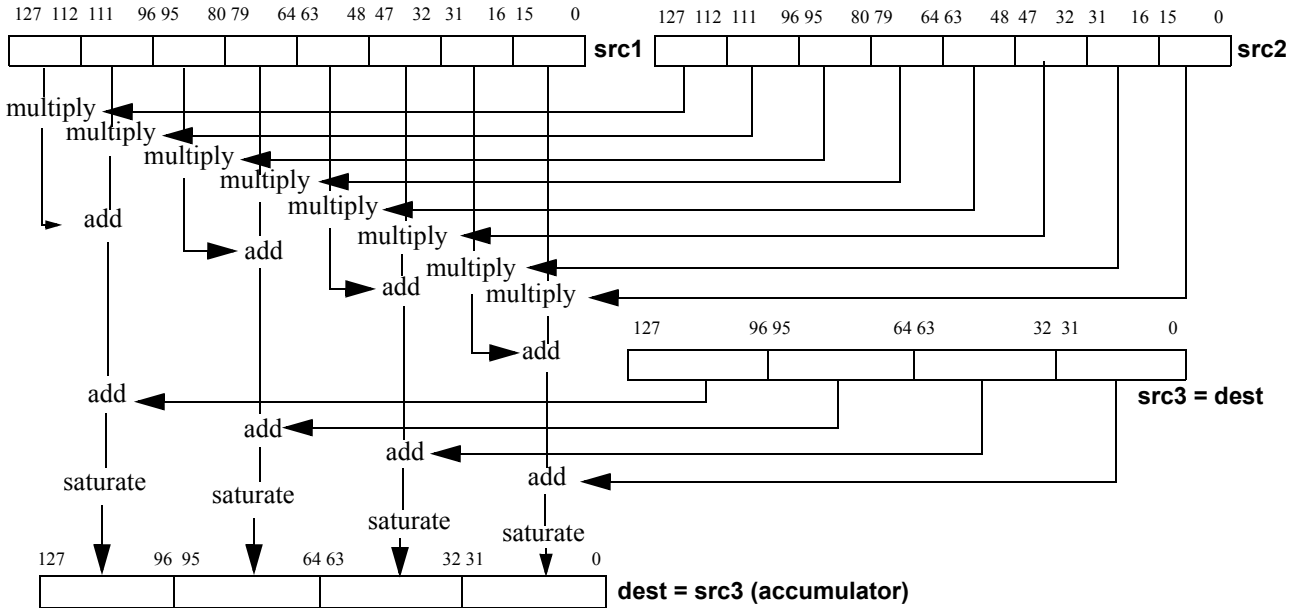 127 112 111 96 95 80 79 64 63 48 47 32 31 16 15 0
127 112 111 96 95 80 79 64 63 48 47 32 31 16 15 0
src1
src2
multiply
multiply
multiply
multiply
multiply
multiply
multiply
multiply
add
add
add
add
127 96 95 64 63 32 31 0
src3 = dest
add
add
add
add
saturate
saturate
saturate
saturate
127 96 95 64 63 32 31 0
dest = src3 (accumulator)